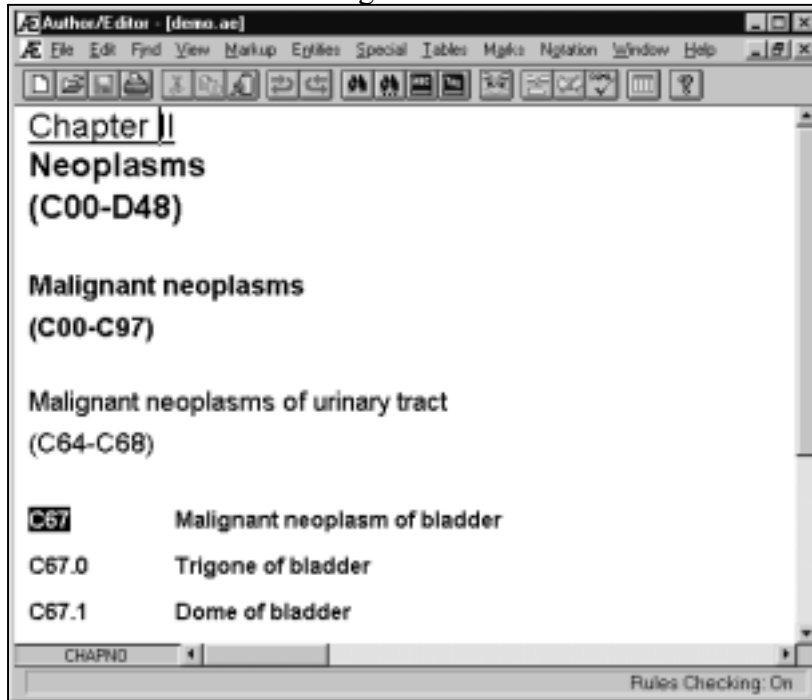 Author/Editor - [demo.ae]
File Edit Find View Markup Entities Special Tables Marks Notation Window Help
Chapter II
Neoplasms
(C00-D48)
Malignant neoplasms
(C00-C97)
Malignant neoplasms of urinary tract
(C64-C68)
C67 Malignant neoplasm of bladder
C67.0 Trigone of bladder
C67.1 Dome of bladder
CHAPNO
Rules Checking: On